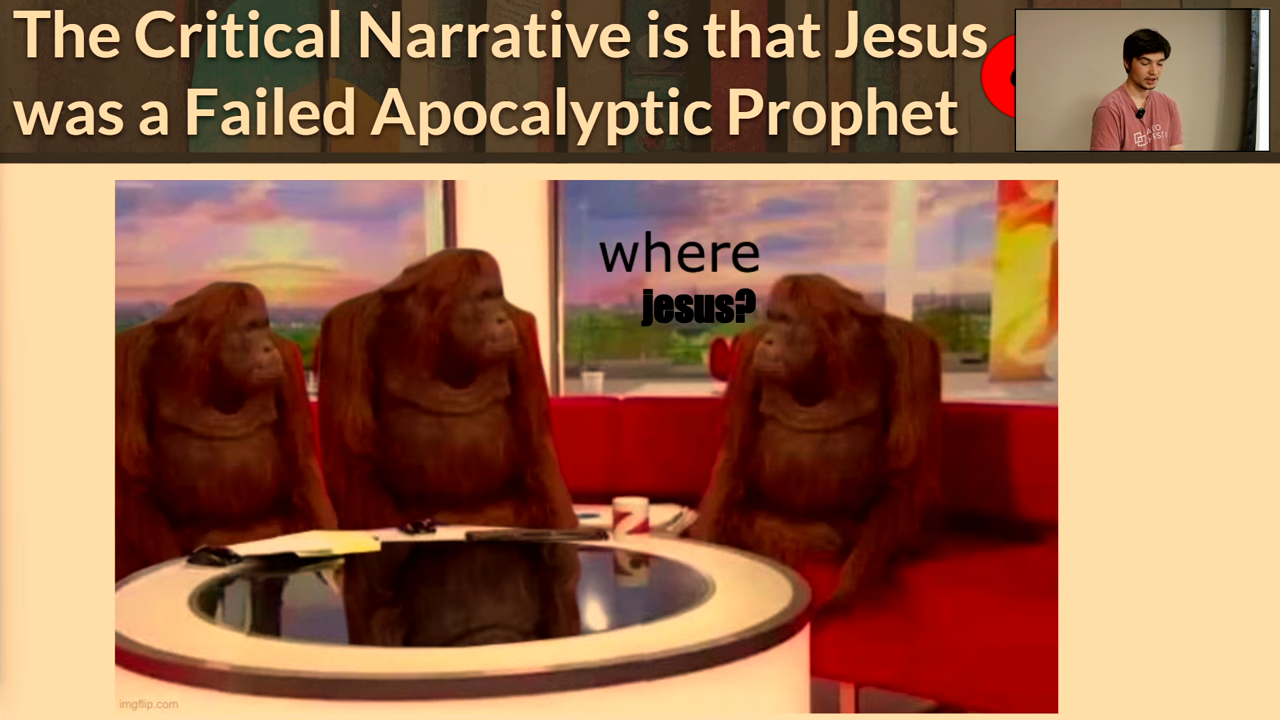 The Critical Narrative is that Jesus
was a Failed Apocalyptic Prophet
where
jesus?
imgflip.com